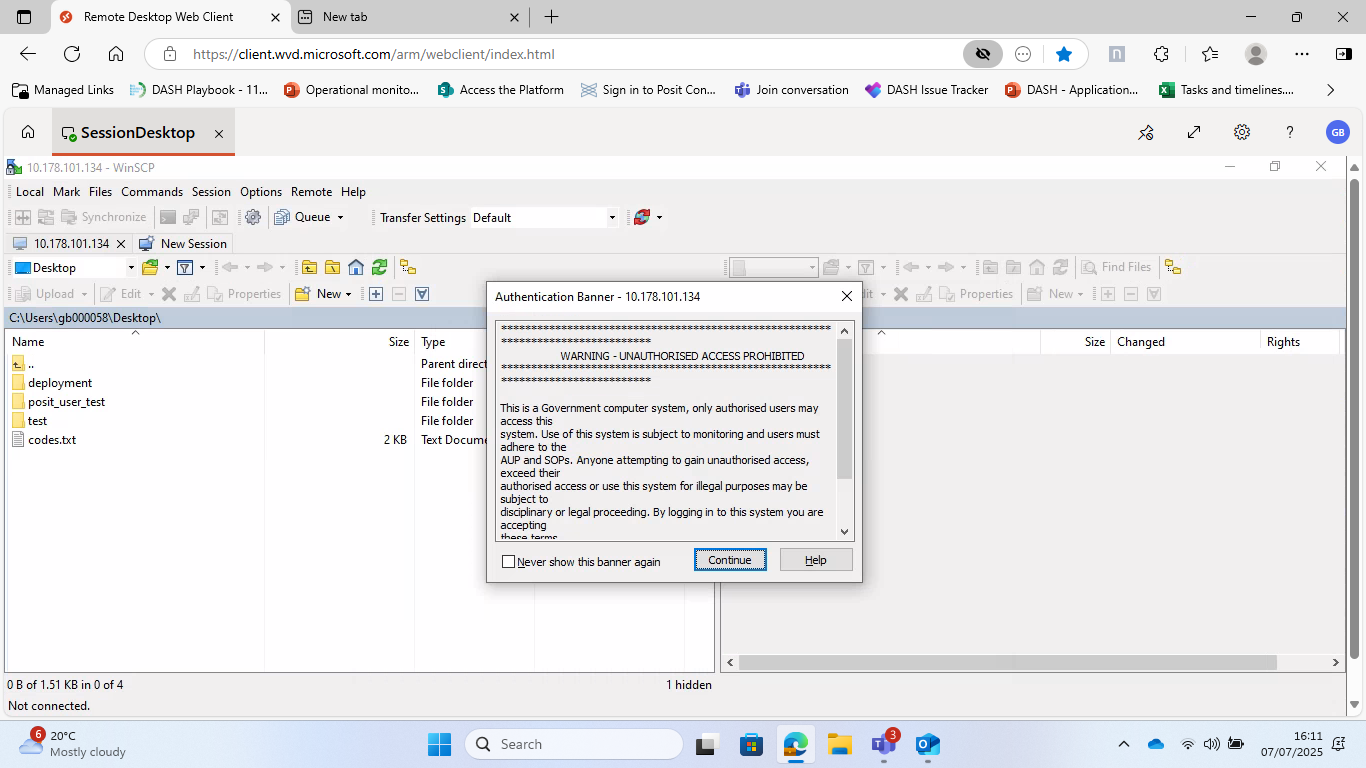 Remote Desktop Web Client
New tab
https://client.wvd.microsoft.com/arm/webclient/index.html
Managed Links
DASH Playbook - 11...
Operational monito...
Access the Platform
Sign in to Posit Con...
Join conversation
DASH Issue Tracker
DASH - Application...
Tasks and timelines....
SessionDesktop
?
GB
10.178.101.134 - WinSCP
Local Mark Files Commands Session Options Remote Help
Synchronize
Queue
Transfer Settings Default
10.178.101.134
New Session
Desktop
Find Files
Upload
Edit
Properties
New
Properties
New
C:\Users\gb000058\Desktop\
Name Size Type
Size Changed Rights
..
Parent direct
deployment
File folder
posit_user_test
File folder
test
File folder
codes.txt
2 KB
Text Docume
Authentication Banner - 10.178.101.134
WARNING - UNAUTHORISED ACCESS PROHIBITED
This is a Government computer system, only authorised users may
access this
system. Use of this system is subject to monitoring and users must
adhere to the
AUP and SOPs. Anyone attempting to gain unauthorised access,
exceed their
authorised access or use this system for illegal purposes may be
subject to
disciplinary or legal proceeding. By logging in to this system you are
accepting
these terms
Never show this banner again
Continue
Help
0 B of 1.51 KB in 0 of 4
1 hidden
Not connected.
6
20°C
Mostly cloudy
Search
3
16:11
07/07/2025